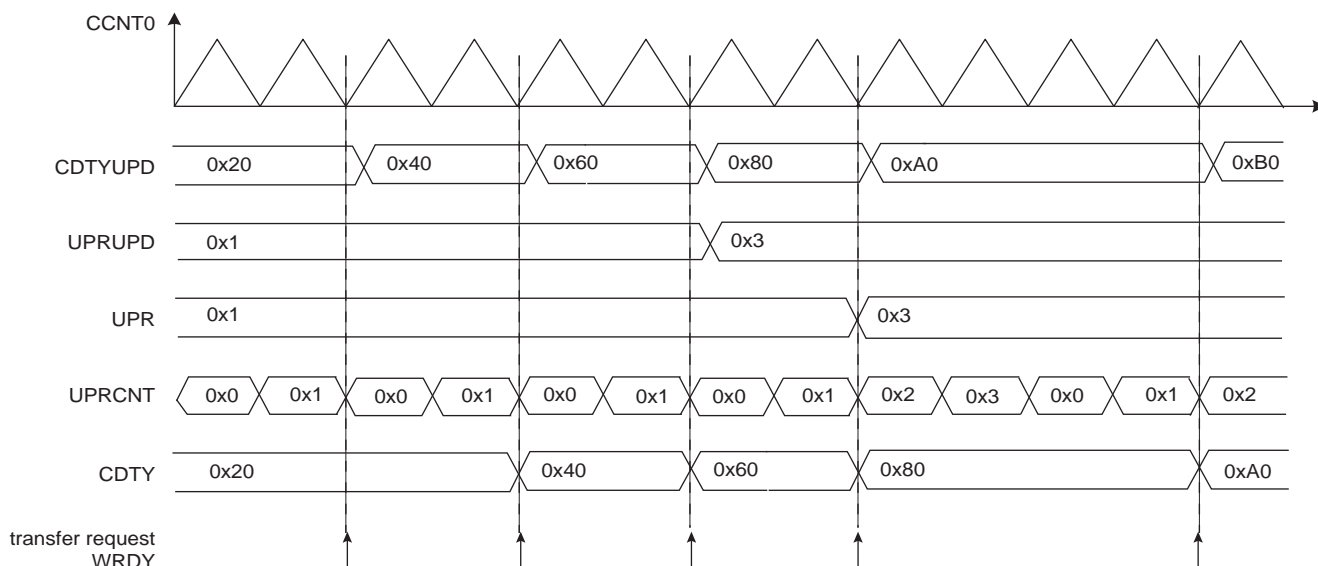 CCNT0
CDTYUPD 0x20 0x40 0x60 0x80 0xA0 0xB0
UPRUPD 0x1 0x3
UPR 0x1 0x3
UPRCNT 0x0 0x1 0x0 0x1 0x0 0x1 0x0 0x1 0x2 0x3 0x0 0x1 0x2
CDTY 0x20 0x40 0x60 0x80 0xA0
transfer request
WRDY